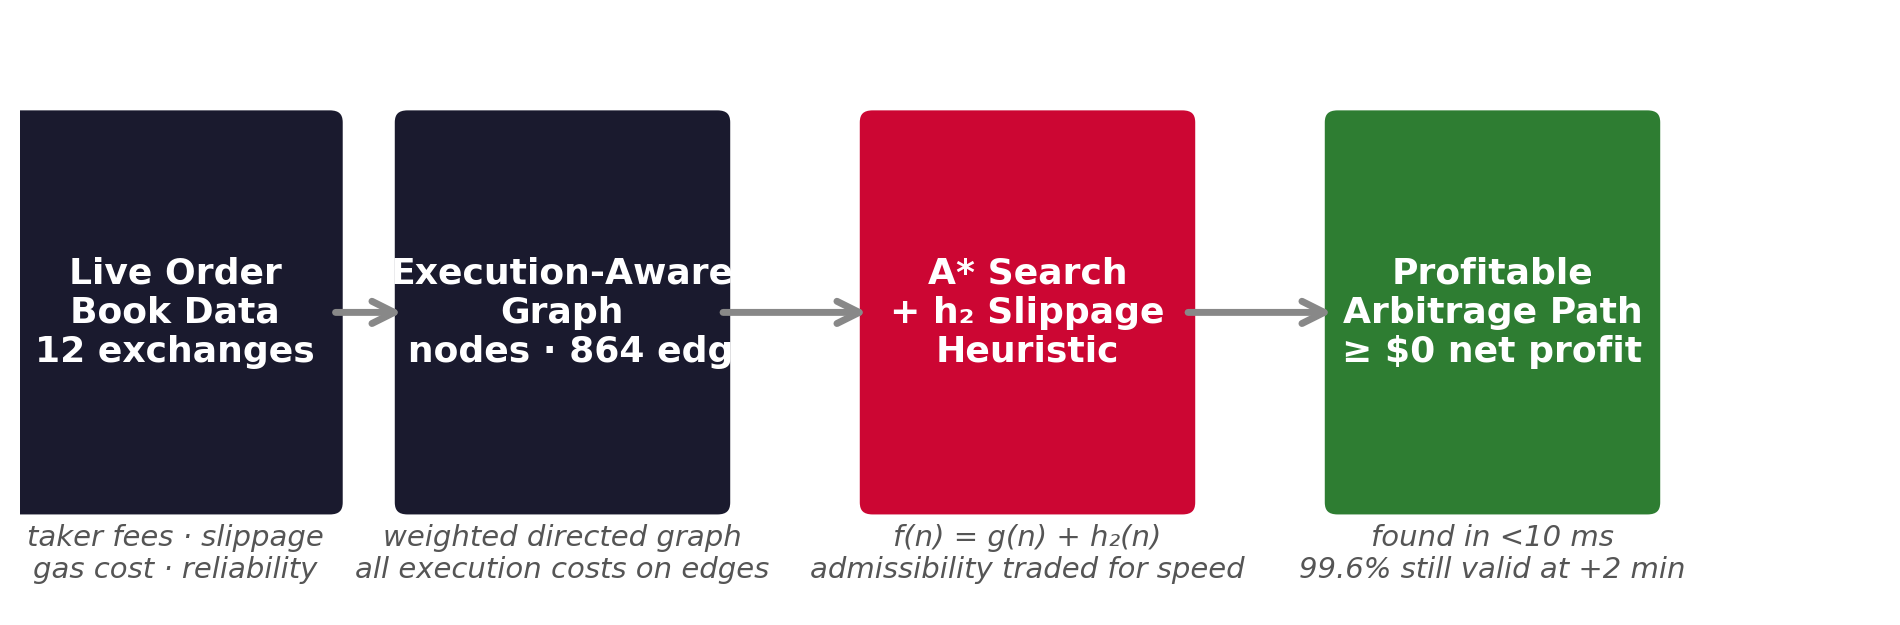 Live Order
Book Data
12 exchanges
Execution-Aware
Graph
nodes · 864 edg
A* Search
+ h₂ Slippage
Heuristic
Profitable
Arbitrage Path
≥ $0 net profit
taker fees · slippage
gas cost · reliability
weighted directed graph
all execution costs on edges
f(n) = g(n) + h₂(n)
admissibility traded for speed
found in <10 ms
99.6% still valid at +2 min